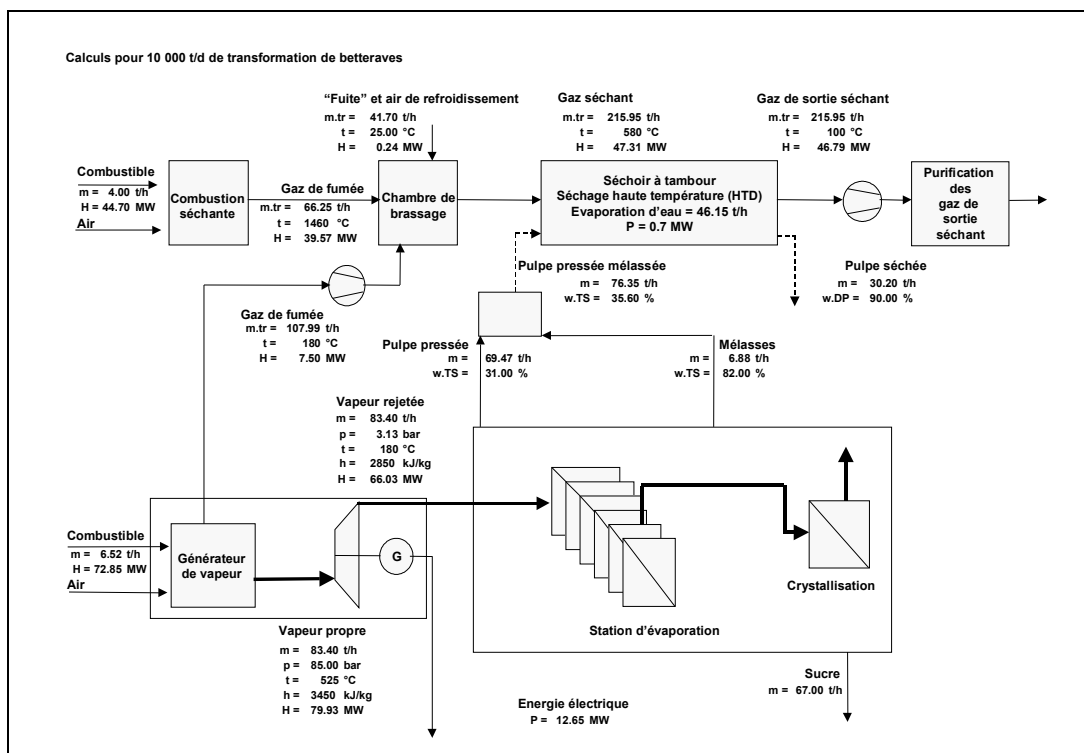 Calculs pour 10 000 t/d de transformation de betteraves
“Fuite” et air de refroidissement
m.tr = 41.70 t/h
t = 25.00 °C
H = 0.24 MW
Gaz séchant
m.tr = 215.95 t/h
t = 580 °C
H = 47.31 MW
Gaz de sortie séchant
m.tr = 215.95 t/h
t = 100 °C
H = 46.79 MW
Combustible
m = 4.00 t/h
H = 44.70 MW
Air
Combustion
séchante
Gaz de fumée
m.tr = 66.25 t/h
t = 1460 °C
H = 39.57 MW
Chambre de
brassage
Séchoir à tambour
Séchage haute température (HTD)
Evaporation d’eau = 46.15 t/h
P = 0.7 MW
Purification
des
gaz de
sortie
séchant
Gaz de fumée
m.tr = 107.99 t/h
t = 180 °C
H = 7.50 MW
Pulpe pressée mélassée
m = 76.35 t/h
w.TS = 35.60 %
Pulpe séchée
m = 30.20 t/h
w.DP = 90.00 %
Pulpe pressée
m = 69.47 t/h
w.TS = 31.00 %
Mélasses
m = 6.88 t/h
w.TS = 82.00 %
Vapeur rejetée
m = 83.40 t/h
p = 3.13 bar
t = 180 °C
h = 2850 kJ/kg
H = 66.03 MW
Combustible
m = 6.52 t/h
H = 72.85 MW
Air
Générateur
de vapeur
G
Station d’évaporation
Crystallisation
Vapeur propre
m = 83.40 t/h
p = 85.00 bar
t = 525 °C
h = 3450 kJ/kg
H = 79.93 MW
Energie électrique
P = 12.65 MW
Sucre
m = 67.00 t/h